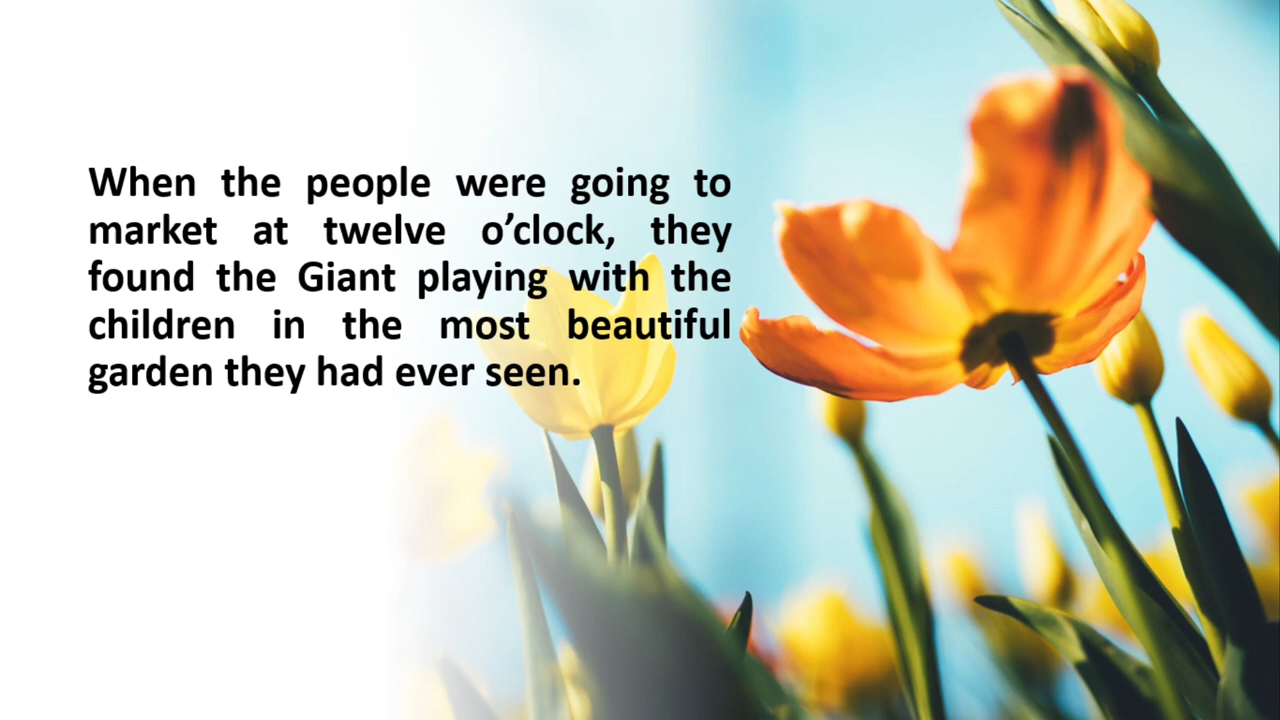 When the people were going to
market at twelve o’clock, they
found the Giant playing with the
children in the most beautiful
garden they had ever seen.